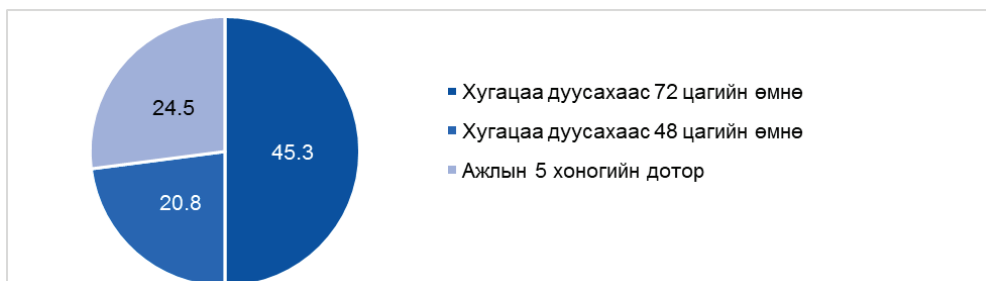 24.5
45.3
20.8
Хугацаа дуусахаас 72 цагийн өмнө
Хугацаа дуусахаас 48 цагийн өмнө
Ажлын 5 хоногийн дотор